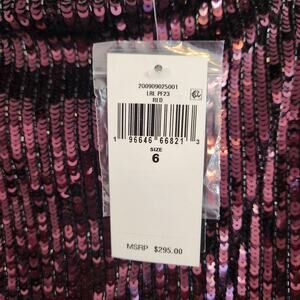 200909025001
LRL PF23
RED
1 96646 66821 3
SIZE
6
MSRP $295.00